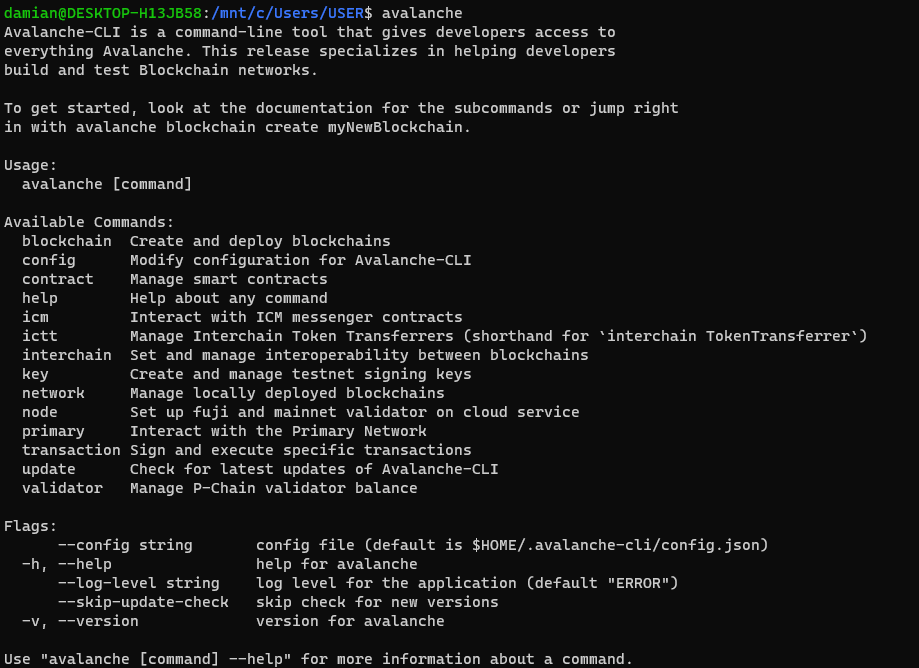 damian@DESKTOP-H13JB58:/mnt/c/Users/USER$ avalanche
Avalanche-CLI is a command-line tool that gives developers access to
everything Avalanche. This release specializes in helping developers
build and test Blockchain networks.

To get started, look at the documentation for the subcommands or jump right
in with avalanche blockchain create myNewBlockchain.

Usage:
  avalanche [command]

Available Commands:
  blockchain  Create and deploy blockchains
  config      Modify configuration for Avalanche-CLI
  contract    Manage smart contracts
  help        Help about any command
  icm         Interact with ICM messenger contracts
  ictt        Manage Interchain Token Transferrers (shorthand for `interchain TokenTransferrer`)
  interchain  Set and manage interoperability between blockchains
  key         Create and manage testnet signing keys
  network     Manage locally deployed blockchains
  node        Set up fuji and mainnet validator on cloud service
  primary     Interact with the Primary Network
  transaction Sign and execute specific transactions
  update      Check for latest updates of Avalanche-CLI
  validator   Manage P-Chain validator balance

Flags:
      --config string       config file (default is $HOME/.avalanche-cli/config.json)
  -h, --help                help for avalanche
      --log-level string    log level for the application (default "ERROR")
      --skip-update-check   skip check for new versions
  -v, --version             version for avalanche

Use "avalanche [command] --help" for more information about a command.